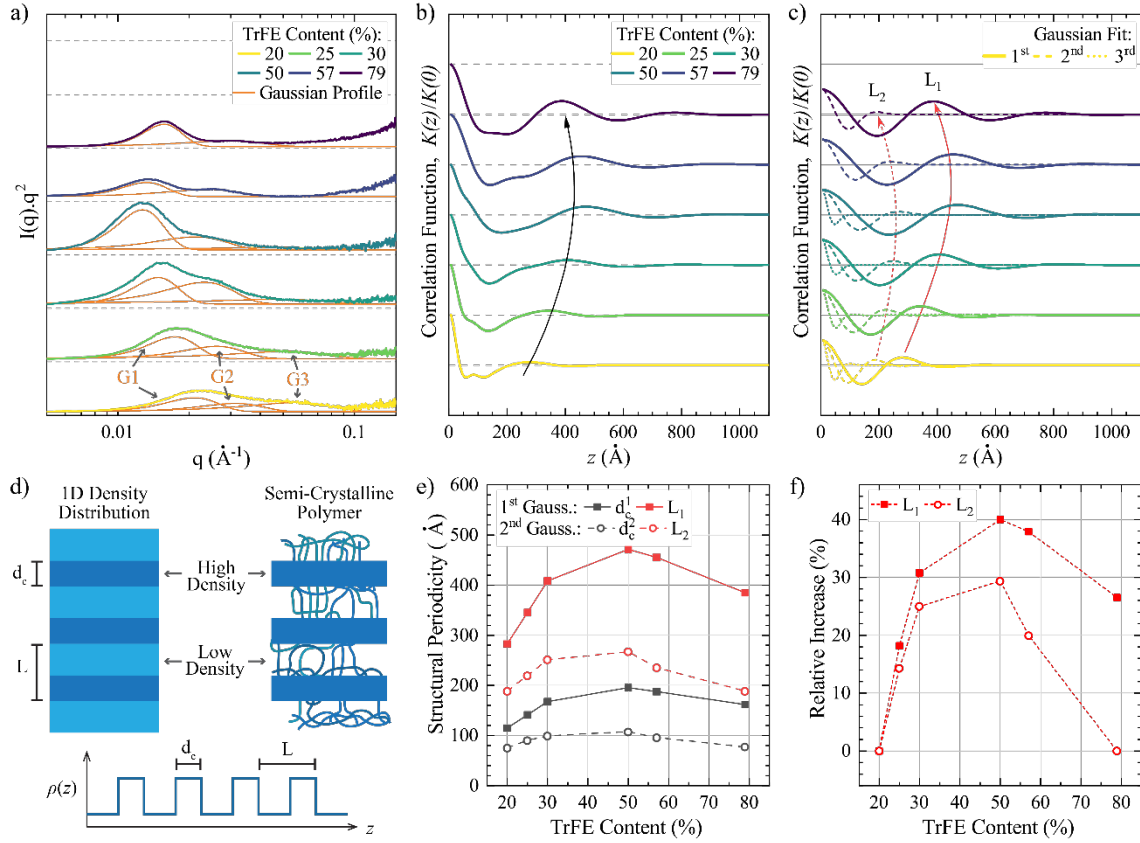 a)
TrFE Content (%):
20 25 30
50 57 79
Gaussian Profile
I(q).q²
G1 G2 G3
0.01 0.1
q (Å⁻¹)
b)
TrFE Content (%):
20 25 30
50 57 79
Correlation Function, K(z)/K(0)
0 200 400 600 800 1000
z (Å)
c)
Gaussian Fit:
1st 2nd 3rd
L₂ L₁
Correlation Function, K(z)/K(0)
0 200 400 600 800 1000
z (Å)
d)
1D Density
Distribution
Semi-Crystalline
Polymer
d_c
High
Density
L
Low
Density
d_c L
ρ(z)
z
e)
1st Gauss.: d_c¹ L₁
2nd Gauss.: d_c² L₂
Structural Periodicity (Å)
600
500
400
300
200
100
0
20 30 40 50 60 70 80
TrFE Content (%)
f)
L₁ L₂
Relative Increase (%)
40
30
20
10
0
20 30 40 50 60 70 80
TrFE Content (%)